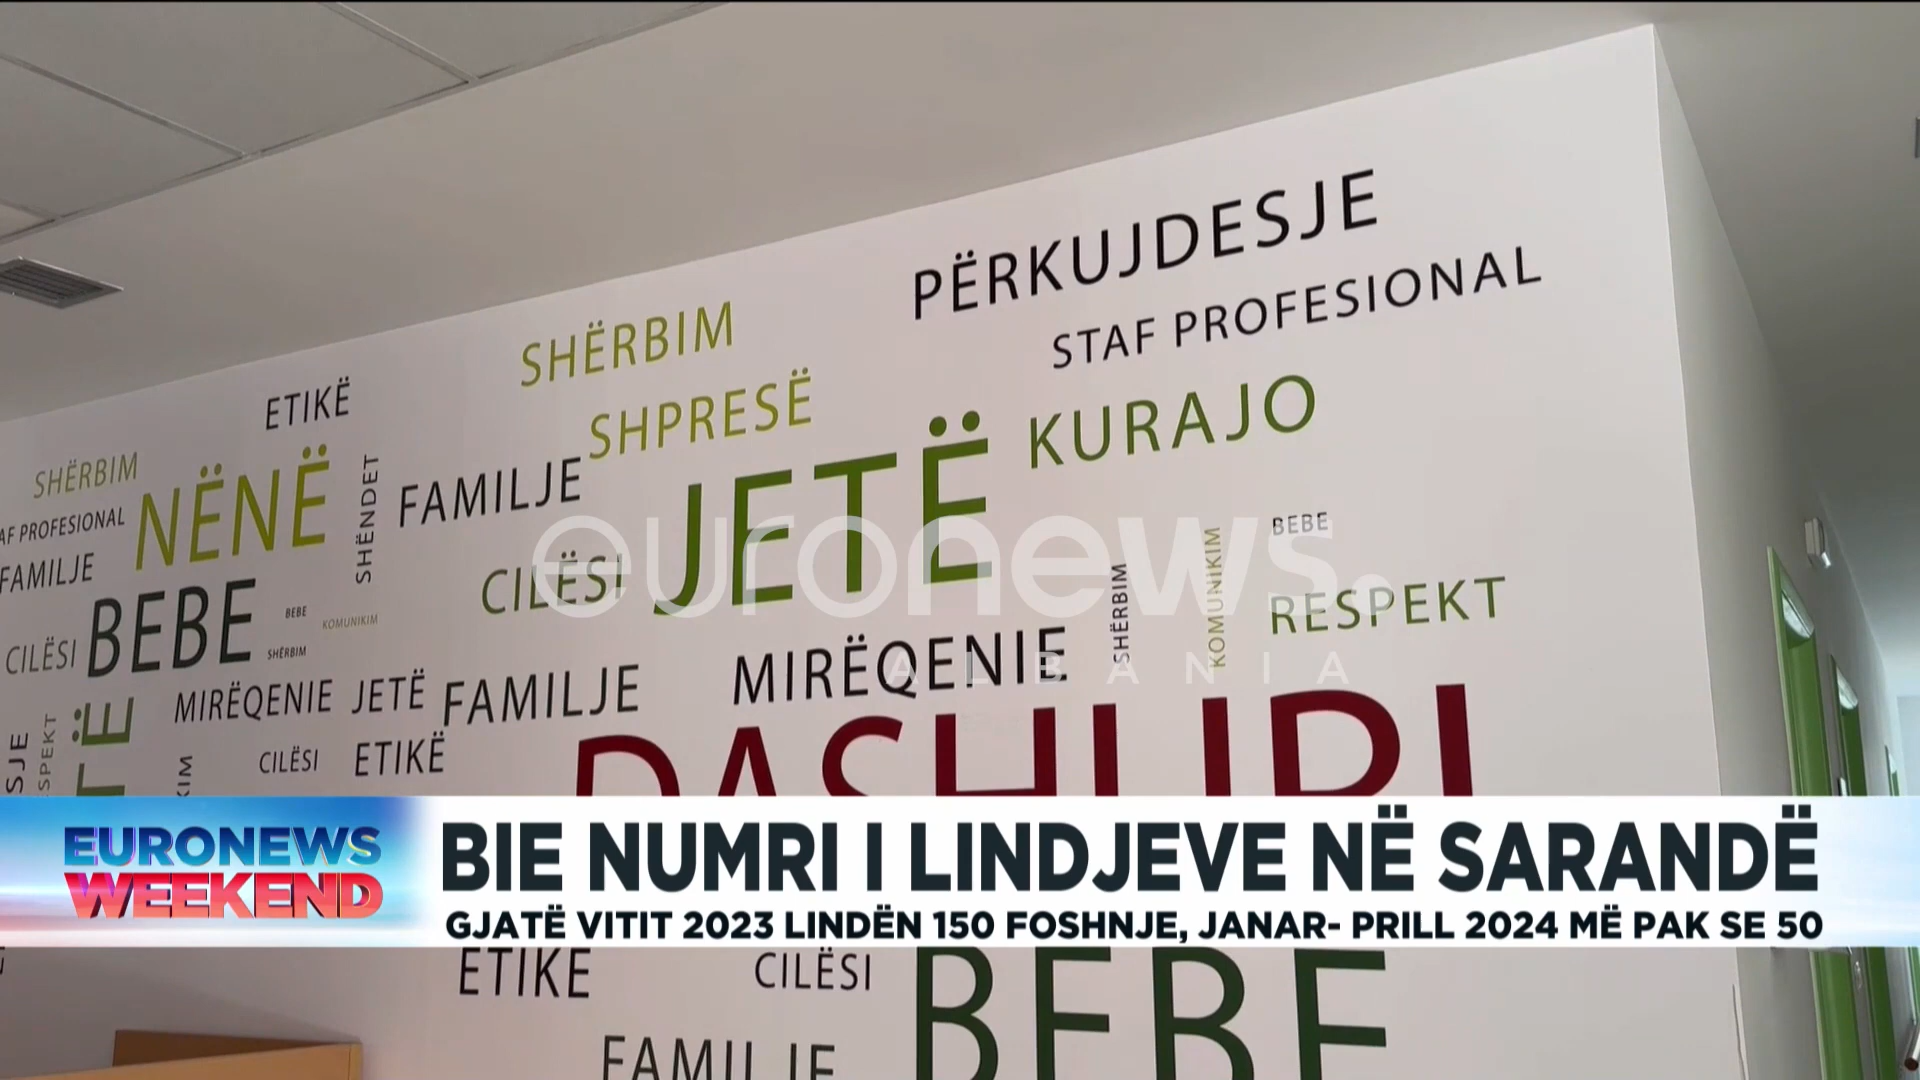 PËRKUJDESJE
STAF PROFESIONAL
SHËRBIM
ETIKË
SHPRESË
KURAJO
JETË
SHËRBIM
NËNË
SHËNDET
FAMILJE
PROFESIONAL
FAMILJE
CILËSI
BEBE
SHËRBIM
KOMUNIKIM
RESPEKT
euronews.
ALBANIA
CILËSI
BEBE
BEBE
KOMUNIKIM
SHËRBIM
MIRËQENIE
MIRËQENIE
JETË
FAMILJE
CILËSI
ETIKË
EURONEWS
WEEKEND
BIE NUMRI I LINDJEVE NË SARANDË
GJATË VITIT 2023 LINDËN 150 FOSHNJE, JANAR- PRILL 2024 MË PAK SE 50
ETIKË
CILËSI
BEBE
FAMILJE